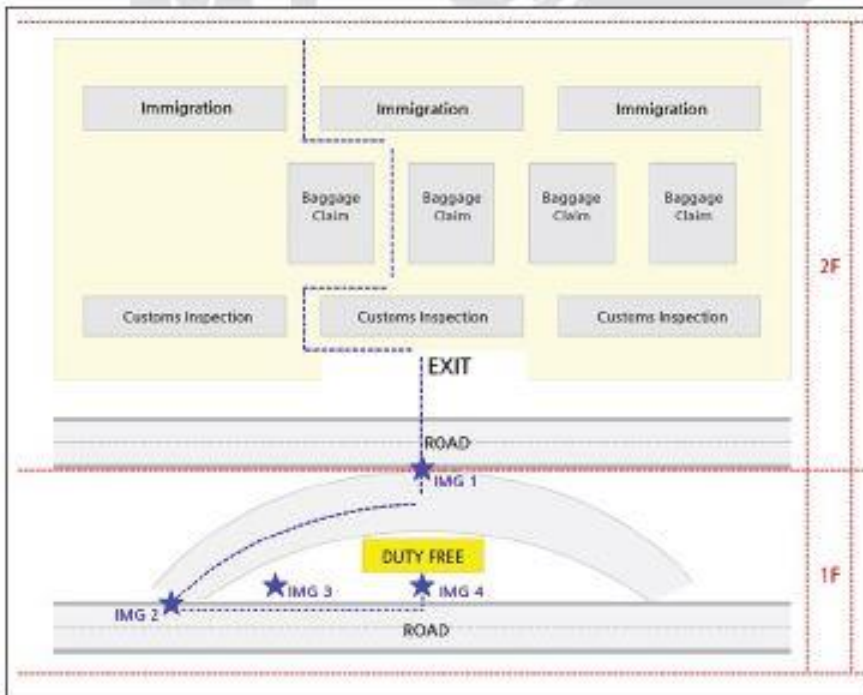 Immigration
Immigration
Immigration
Baggage
Claim
Baggage
Claim
Baggage
Claim
Baggage
Claim
2F
Customs Inspection
Customs Inspection
Customs Inspection
EXIT
ROAD
IMG 1
DUTY FREE
1F
IMG 3
IMG 4
IMG 2
ROAD